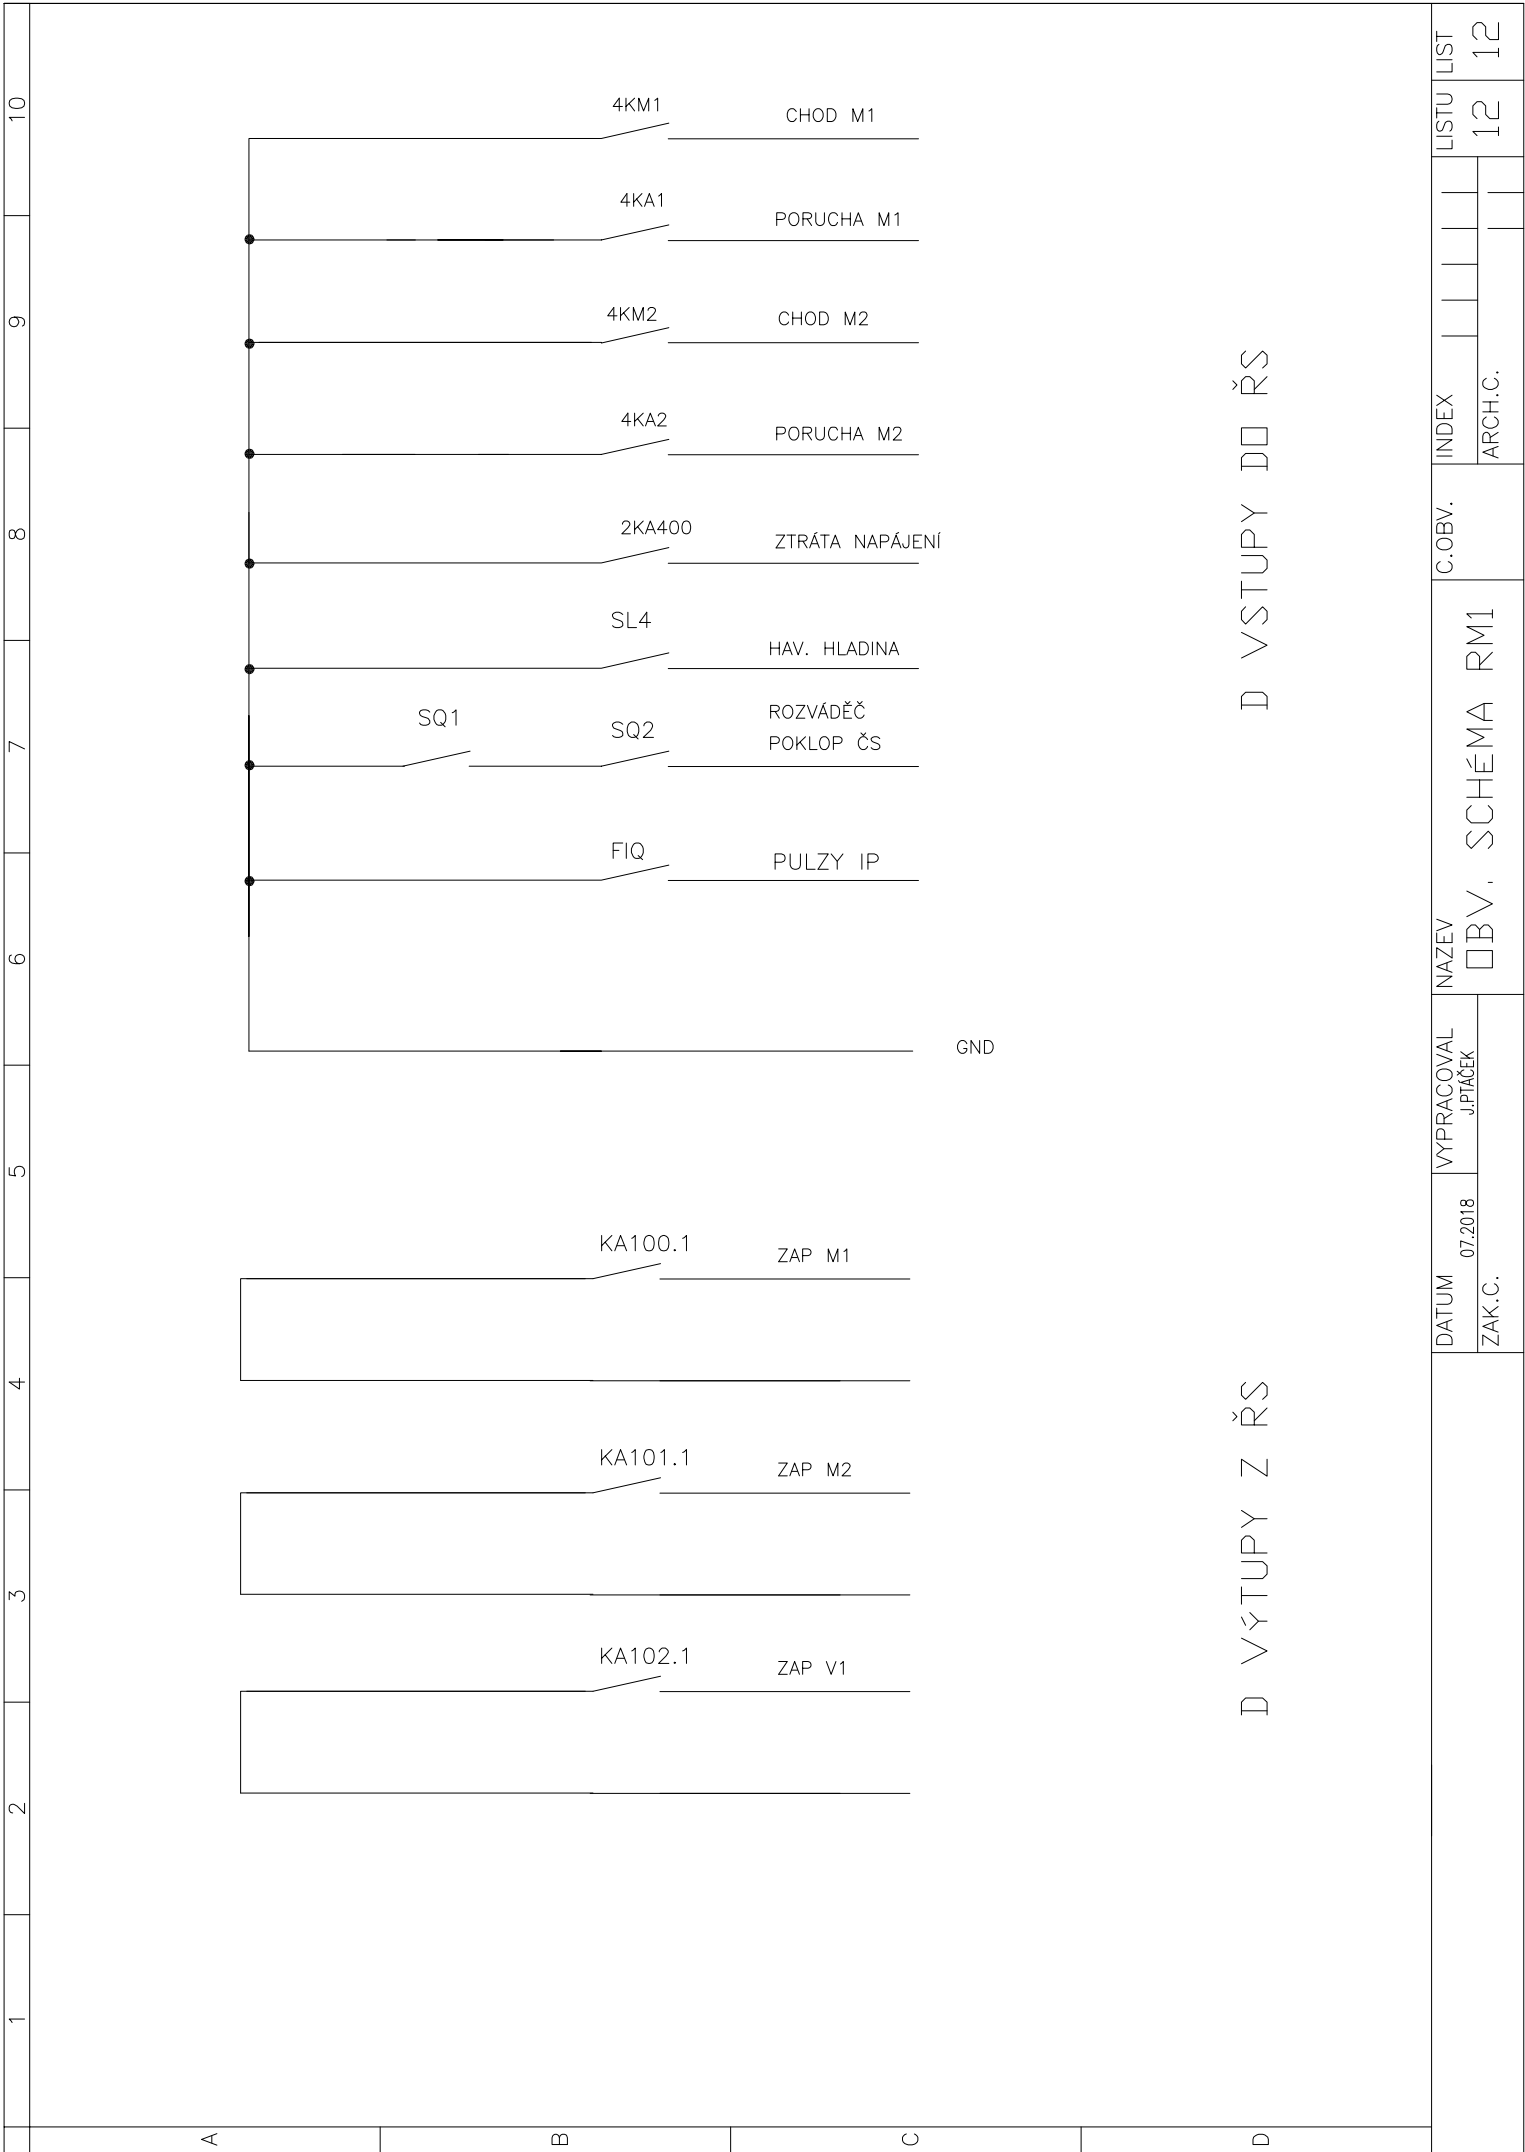 4KM1
CHOD M1
4KA1
PORUCHA M1
4KM2
CHOD M2
4KA2
PORUCHA M2
2KA400
ZTRÁTA NAPÁJENÍ
SL4
HAV. HLADINA
SQ1
SQ2
ROZVÁDĚČ
POKLOP ČS
FIQ
PULZY IP
GND
D VSTUPY DO ŘS
KA100.1
ZAP M1
KA101.1
ZAP M2
KA102.1
ZAP V1
D VÝTUPY Z ŘS
1
2
3
4
5
6
7
8
9
10
A
B
C
D
DATUM
07.2018
VYPRACOVAL
J.PTÁČEK
ZAK.C.
NAZEV
OBV. SCHÉMA RM1
C.OBV.
INDEX
ARCH.C.
LISTU
12
LIST
12